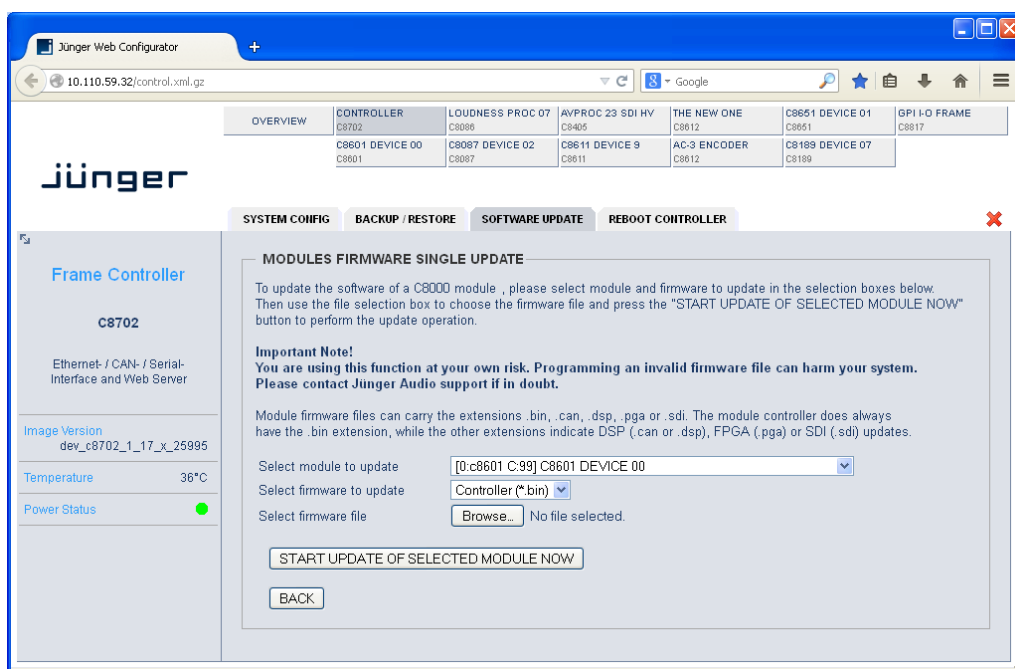 Jünger Web Configurator
10.110.59.32/control.xml.gz
Google
OVERVIEW
CONTROLLER
C8702
LOUDNESS PROC 07
C8086
AVPROC 23 SDI HV
C8405
THE NEW ONE
C8612
C8651 DEVICE 01
C8651
GPI I-O FRAME
C8817
C8601 DEVICE 00
C8601
C8087 DEVICE 02
C8087
C8611 DEVICE 9
C8611
AC-3 ENCODER
C8612
C8189 DEVICE 07
C8189
jünger
SYSTEM CONFIG
BACKUP / RESTORE
SOFTWARE UPDATE
REBOOT CONTROLLER
Frame Controller
C8702
Ethernet- / CAN- / Serial-
Interface and Web Server
Image Version
dev_c8702_1_17_x_25995
Temperature 36°C
Power Status
MODULES FIRMWARE SINGLE UPDATE
To update the software of a C8000 module , please select module and firmware to update in the selection boxes below.
Then use the file selection box to choose the firmware file and press the "START UPDATE OF SELECTED MODULE NOW"
button to perform the update operation.
Important Note!
You are using this function at your own risk. Programming an invalid firmware file can harm your system.
Please contact Jünger Audio support if in doubt.
Module firmware files can carry the extensions .bin, .can, .dsp, .pga or .sdi. The module controller does always
have the .bin extension, while the other extensions indicate DSP (.can or .dsp), FPGA (.pga) or SDI (.sdi) updates.
Select module to update [0:c8601 C:99] C8601 DEVICE 00
Select firmware to update Controller (*.bin)
Select firmware file Browse... No file selected.
START UPDATE OF SELECTED MODULE NOW
BACK